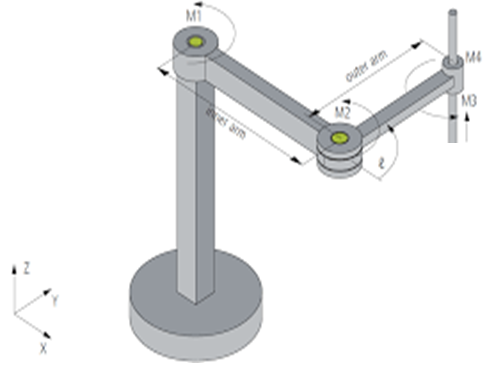 M1
outer arm
M4
M3
M2
inner arm
ℓ
Z
Y
X